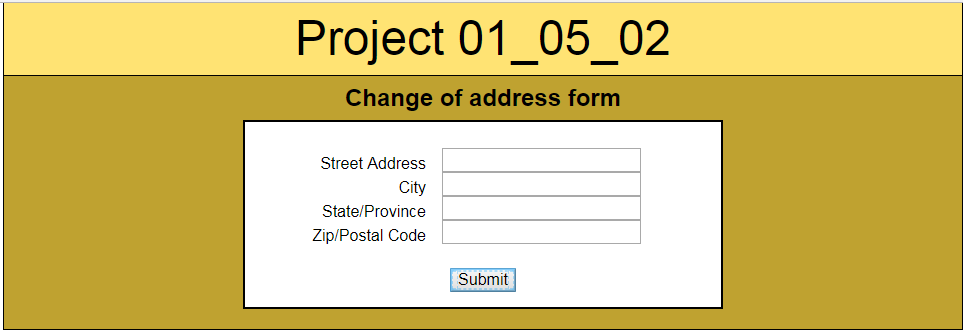 Project 01_05_02
Change of address form
Street Address
City
State/Province
Zip/Postal Code
Submit